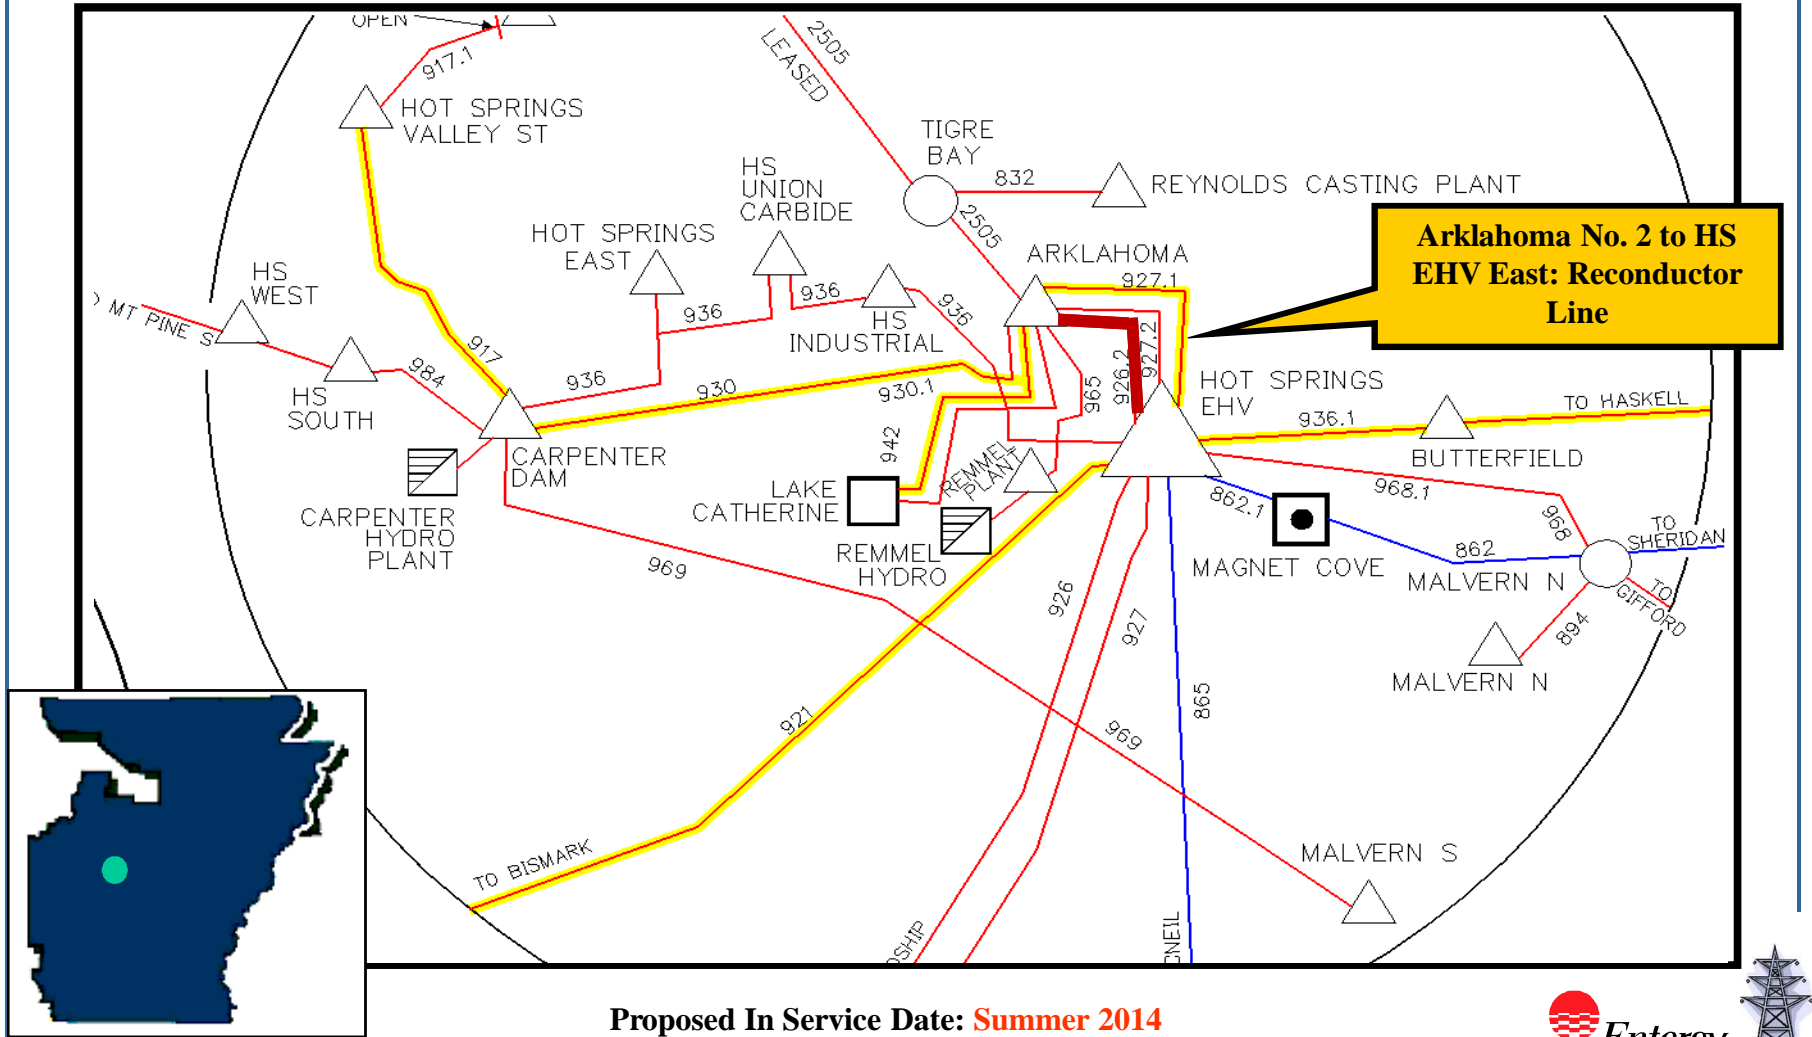 OPEN
917.1
HOT SPRINGS
VALLEY ST
2505
LEASED
TIGRE
BAY
832
REYNOLDS CASTING PLANT
2505
HS
UNION
CARBIDE
HOT SPRINGS
EAST
ARKLAHOMA
927.1
Arklahoma No. 2 to HS
EHV East: Reconductor
Line
HS
WEST
MT PINE S
936
936
936
HS
INDUSTRIAL
917
984
HS
SOUTH
936
930
930.1
965
926.2
927.2
HOT SPRINGS
EHV
936.1
TO HASKELL
BUTTERFIELD
942
CARPENTER
DAM
REMMEL
PLANT
LAKE
CATHERINE
CARPENTER
HYDRO
PLANT
REMMEL
HYDRO
862.1
968.1
968
TO
SHERIDAN
MAGNET COVE
862
MALVERN N
TO
GIFFORD
894
MALVERN N
969
926
927
865
921
969
TO BISMARK
MALVERN S
Proposed In Service Date: Summer 2014
Entergy